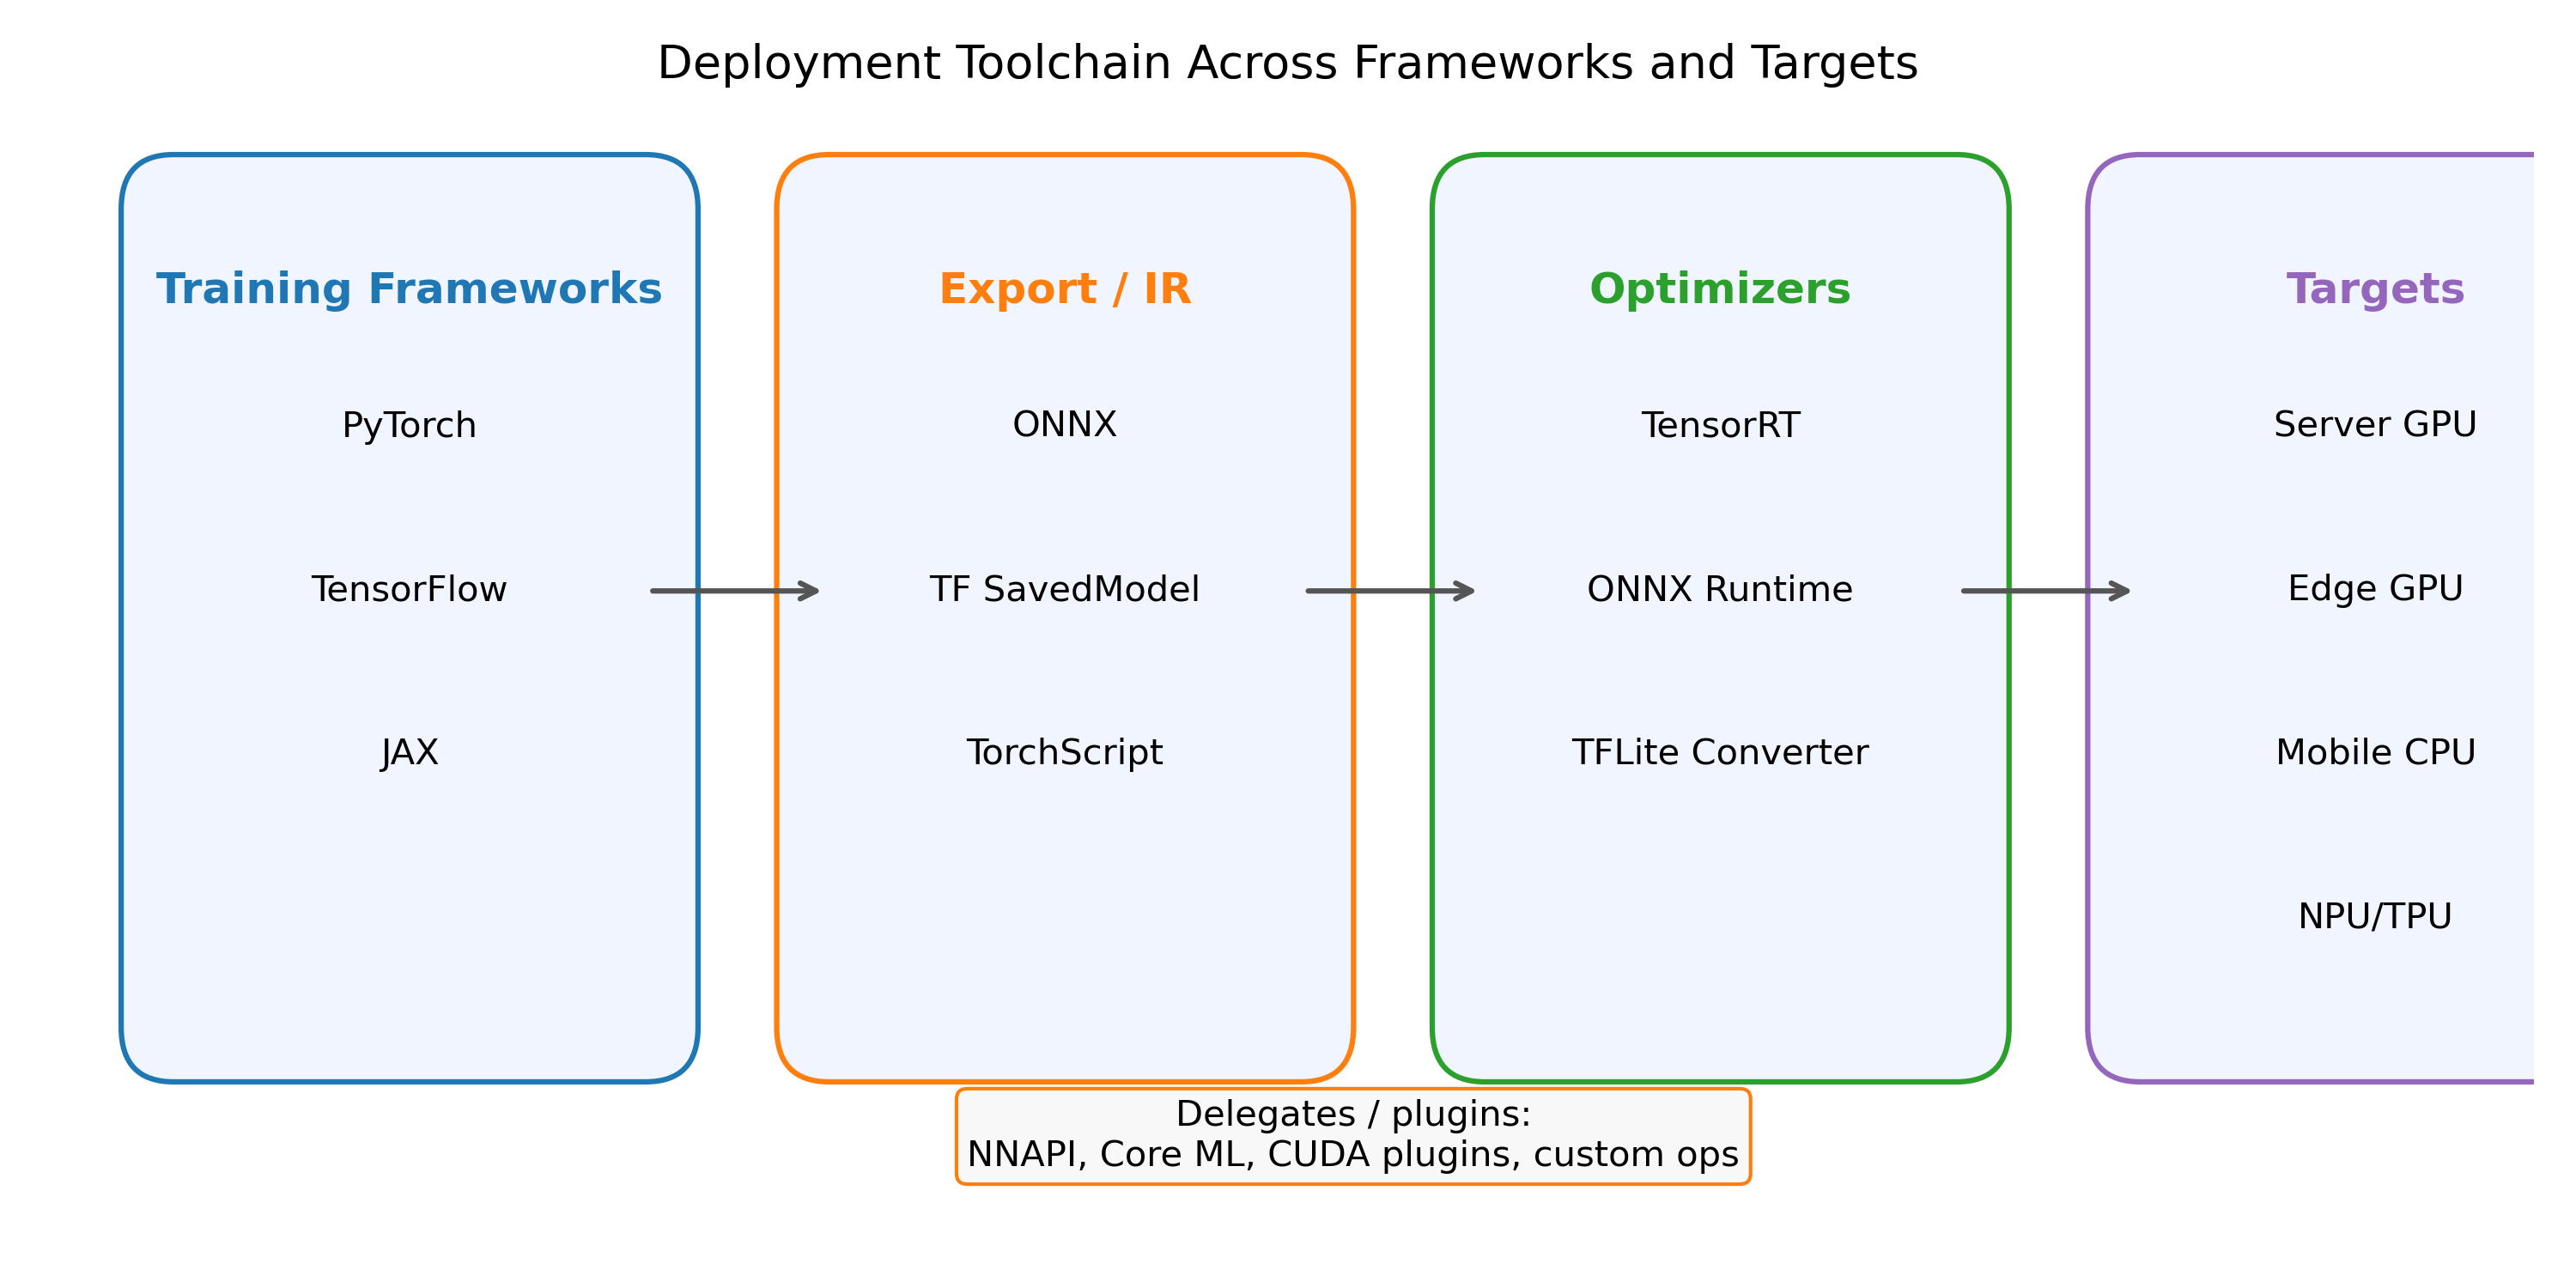 Deployment Toolchain Across Frameworks and Targets
Training Frameworks
PyTorch
TensorFlow
JAX
Export / IR
ONNX
TF SavedModel
TorchScript
Optimizers
TensorRT
ONNX Runtime
TFLite Converter
Targets
Server GPU
Edge GPU
Mobile CPU
NPU/TPU
Delegates / plugins:
NNAPI, Core ML, CUDA plugins, custom ops